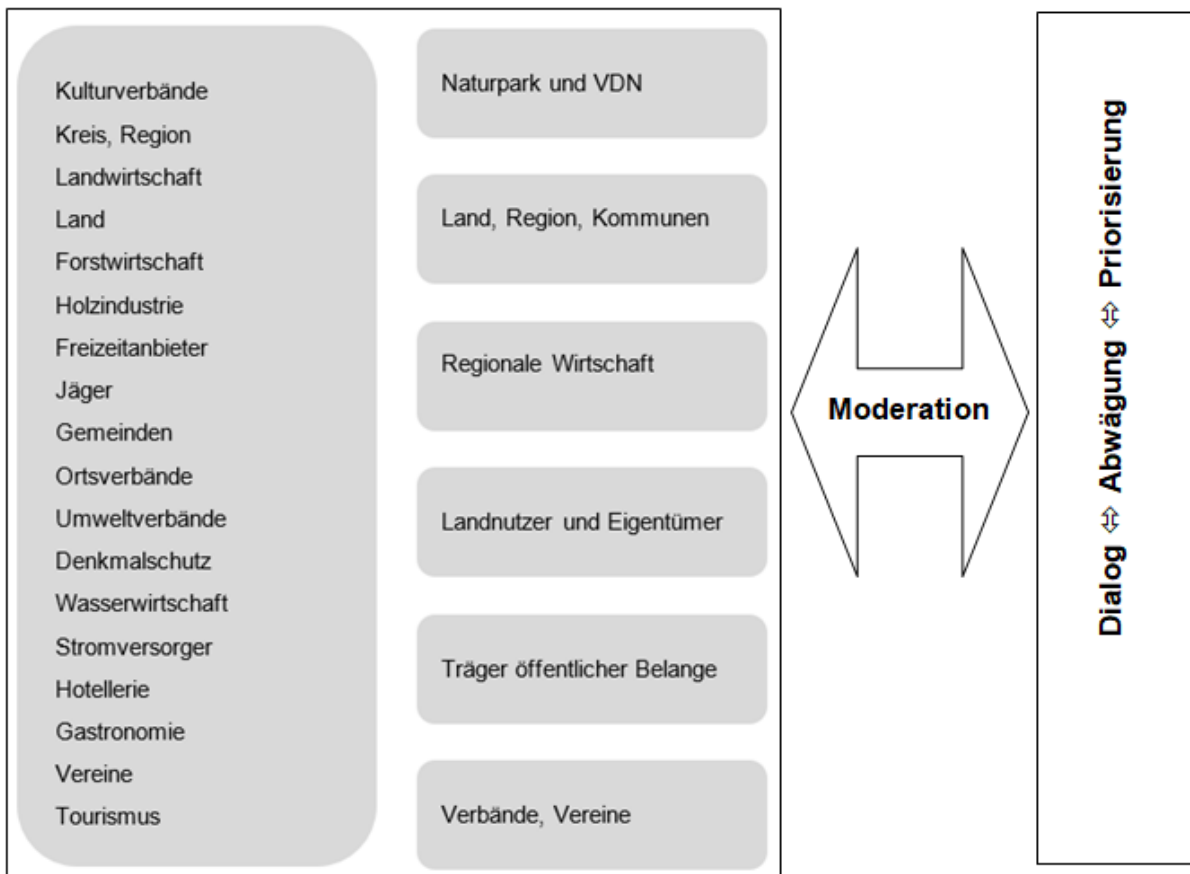 Kulturverbände
Kreis, Region
Landwirtschaft
Land
Forstwirtschaft
Holzindustrie
Freizeitanbieter
Jäger
Gemeinden
Ortsverbände
Umweltverbände
Denkmalschutz
Wasserwirtschaft
Stromversorger
Hotellerie
Gastronomie
Vereine
Tourismus
Naturpark und VDN
Land, Region, Kommunen
Regionale Wirtschaft
Landnutzer und Eigentümer
Träger öffentlicher Belange
Verbände, Vereine
Moderation
Dialog ⇔ Abwägung ⇔ Priorisierung